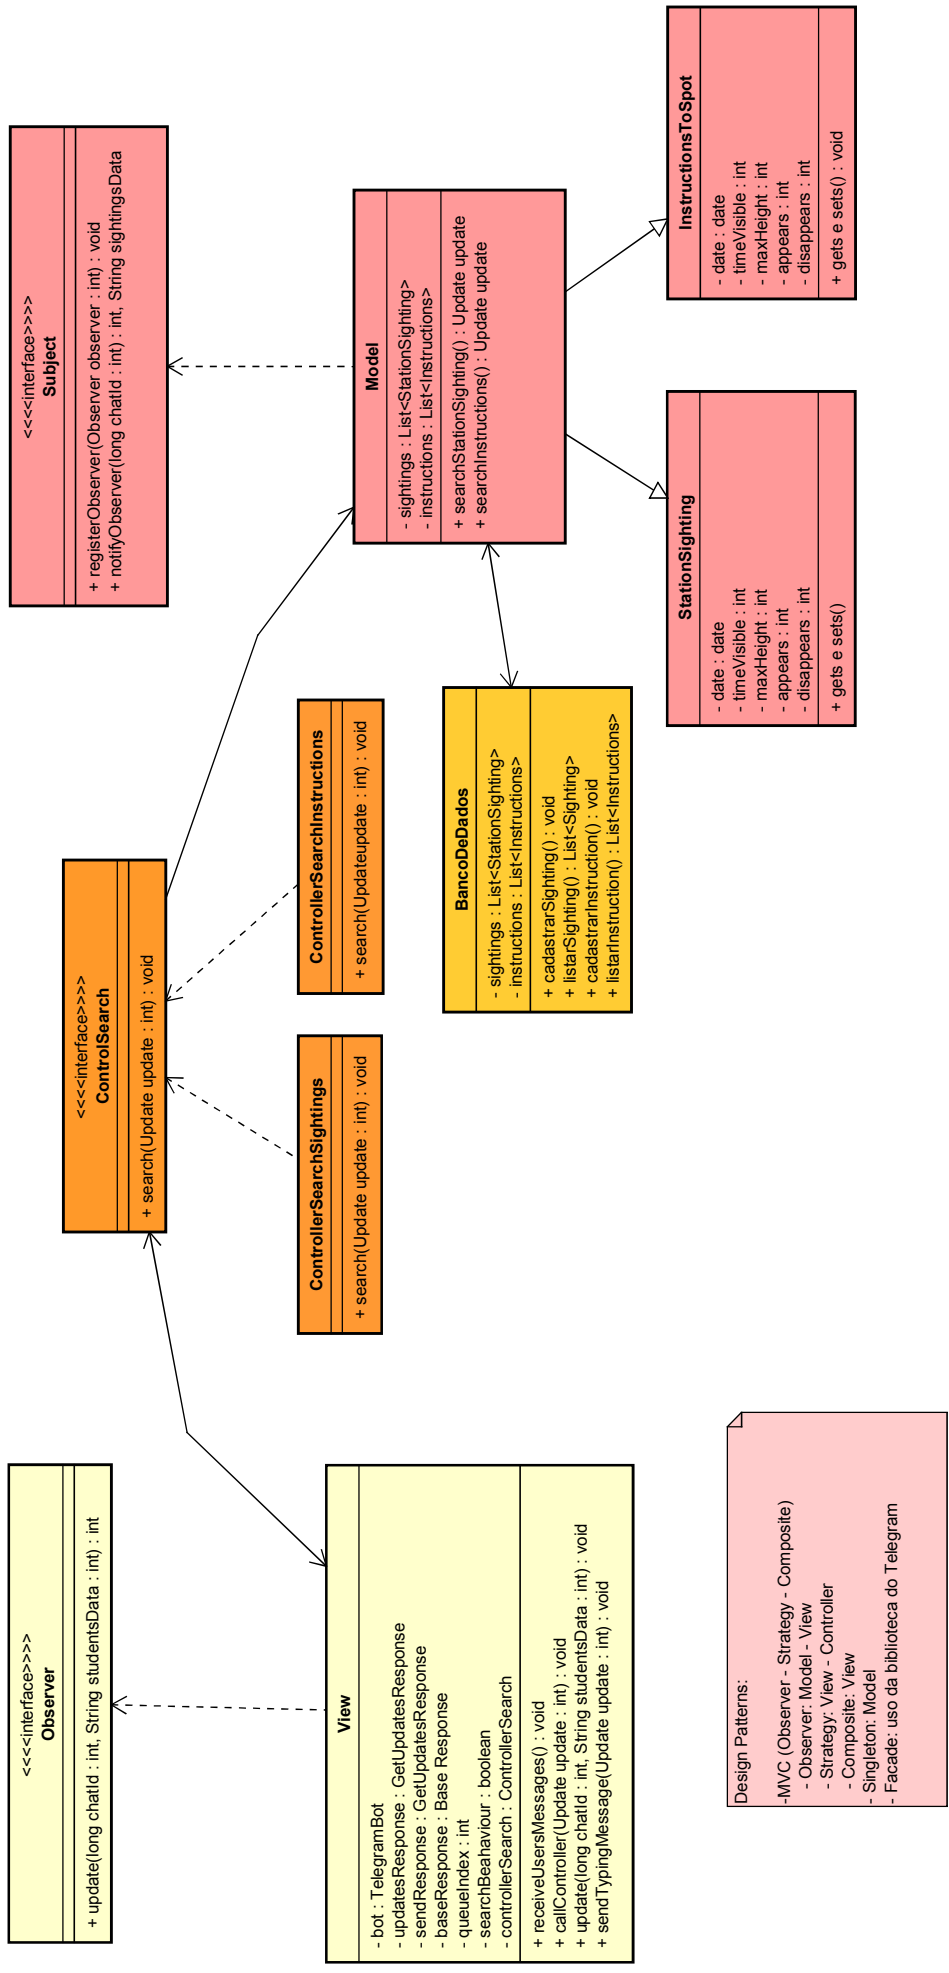 <<<interface>>>>
Observer
+ update(long chatId : int, String studentsData : int) : int
View
- bot : TelegramBot
- updatesResponse : GetUpdatesResponse
- sendResponse : GetUpdatesResponse
- baseResponse : Base Response
- queueIndex : int
- searchBeahaviour : boolean
- controllerSearch : ControllerSearch
+ receiveUsersMessages() : void
+ callController(Update update : int) : void
+ update(long chatId : int, String studentsData : int) : void
+ sendTypingMessage(Update update : int) : void
Design Patterns:
-MVC (Observer - Strategy - Composite)
- Observer: Model - View
- Strategy: View - Controller
- Composite: View
- Singleton: Model
- Facade: uso da biblioteca do Telegram
<<<<interface>>>>
ControlSearch
+ search(Update update : int) : void
ControllerSearchSightings
+ search(Update update : int) : void
ControllerSearchInstructions
+ search(Updateupdate : int) : void
BancoDeDados
- sightings : List<StationSighting>
- instructions : List<Instructions>
+ cadastrarSighting() : void
+ listarSighting() : List<Sighting>
+ cadastrarInstruction() : void
+ listarInstruction() : List<Instructions>
<<<<interface>>>>
Subject
+ registerObserver(Observer observer : int) : void
+ notifyObserver(long chatId : int) : int, String sightingsData
Model
- sightings : List<StationSighting>
- instructions : List<Instructions>
+ searchStationSighting() : Update update
+ searchInstructions() : Update update
StationSighting
- date : date
- timeVisible : int
- maxHeight : int
- appears : int
- disappears : int
+ gets e sets()
InstructionsToSpot
- date : date
- timeVisible : int
- maxHeight : int
- appears : int
- disappears : int
+ gets e sets() : void